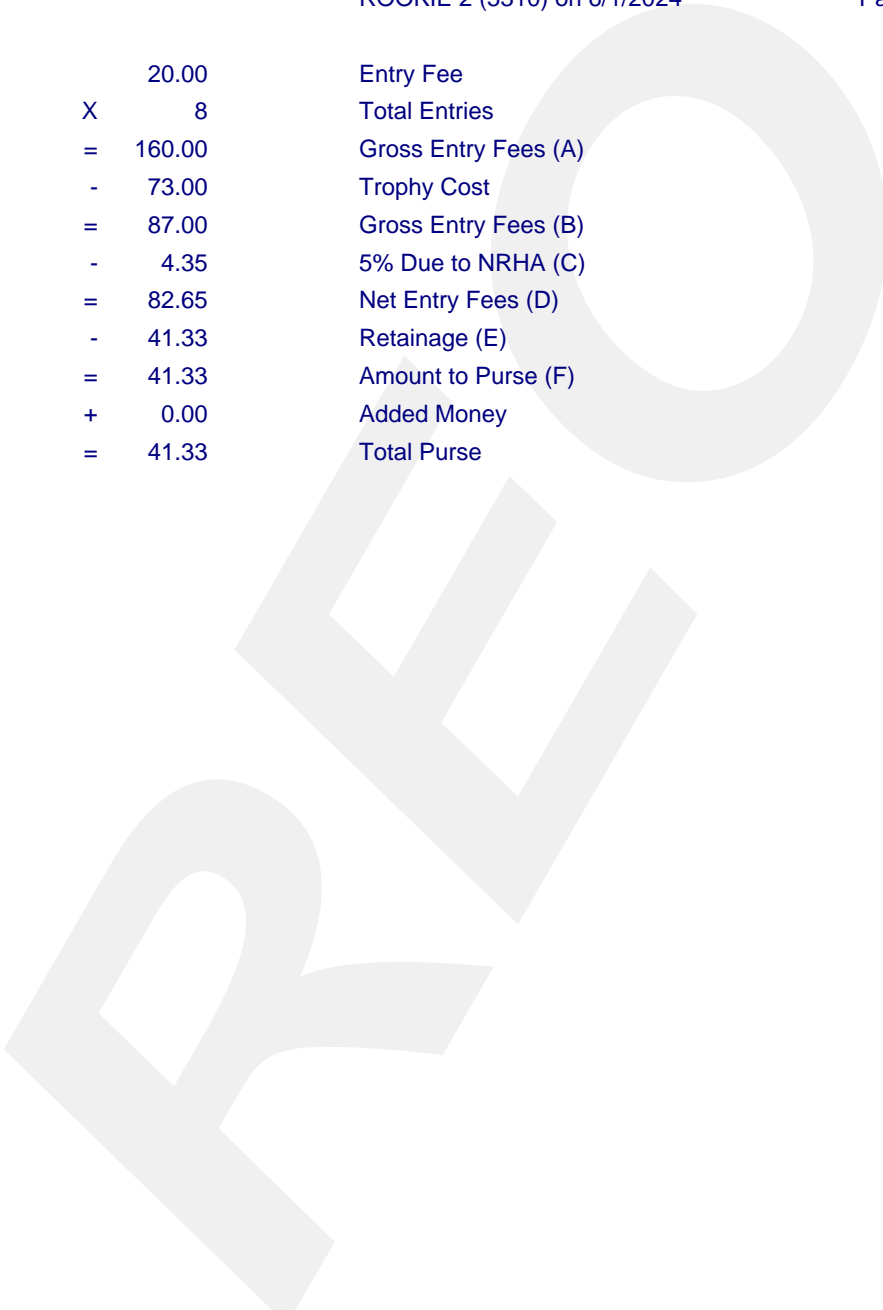 20.00 Entry Fee
X 8 Total Entries
= 160.00 Gross Entry Fees (A)
- 73.00 Trophy Cost
= 87.00 Gross Entry Fees (B)
- 4.35 5% Due to NRHA (C)
= 82.65 Net Entry Fees (D)
- 41.33 Retainage (E)
= 41.33 Amount to Purse (F)
+ 0.00 Added Money
= 41.33 Total Purse
REO